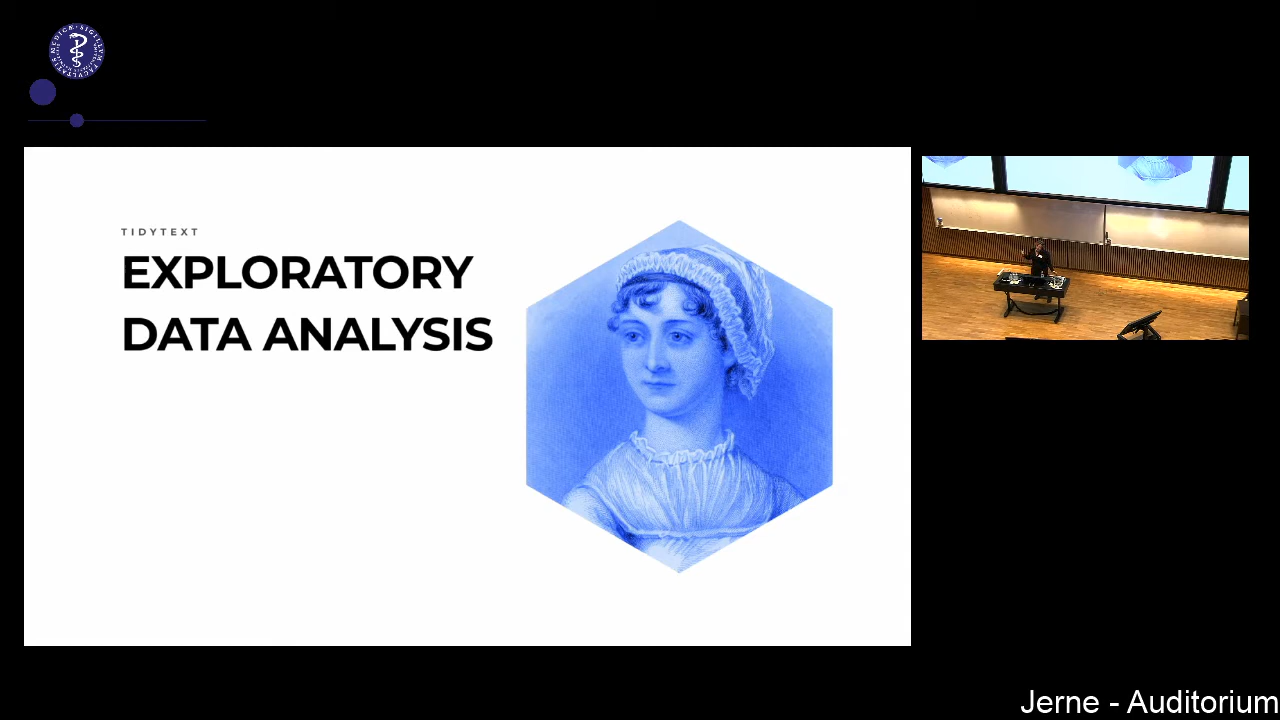 TIDYTEXT
EXPLORATORY
DATA ANALYSIS
Jerne - Auditorium